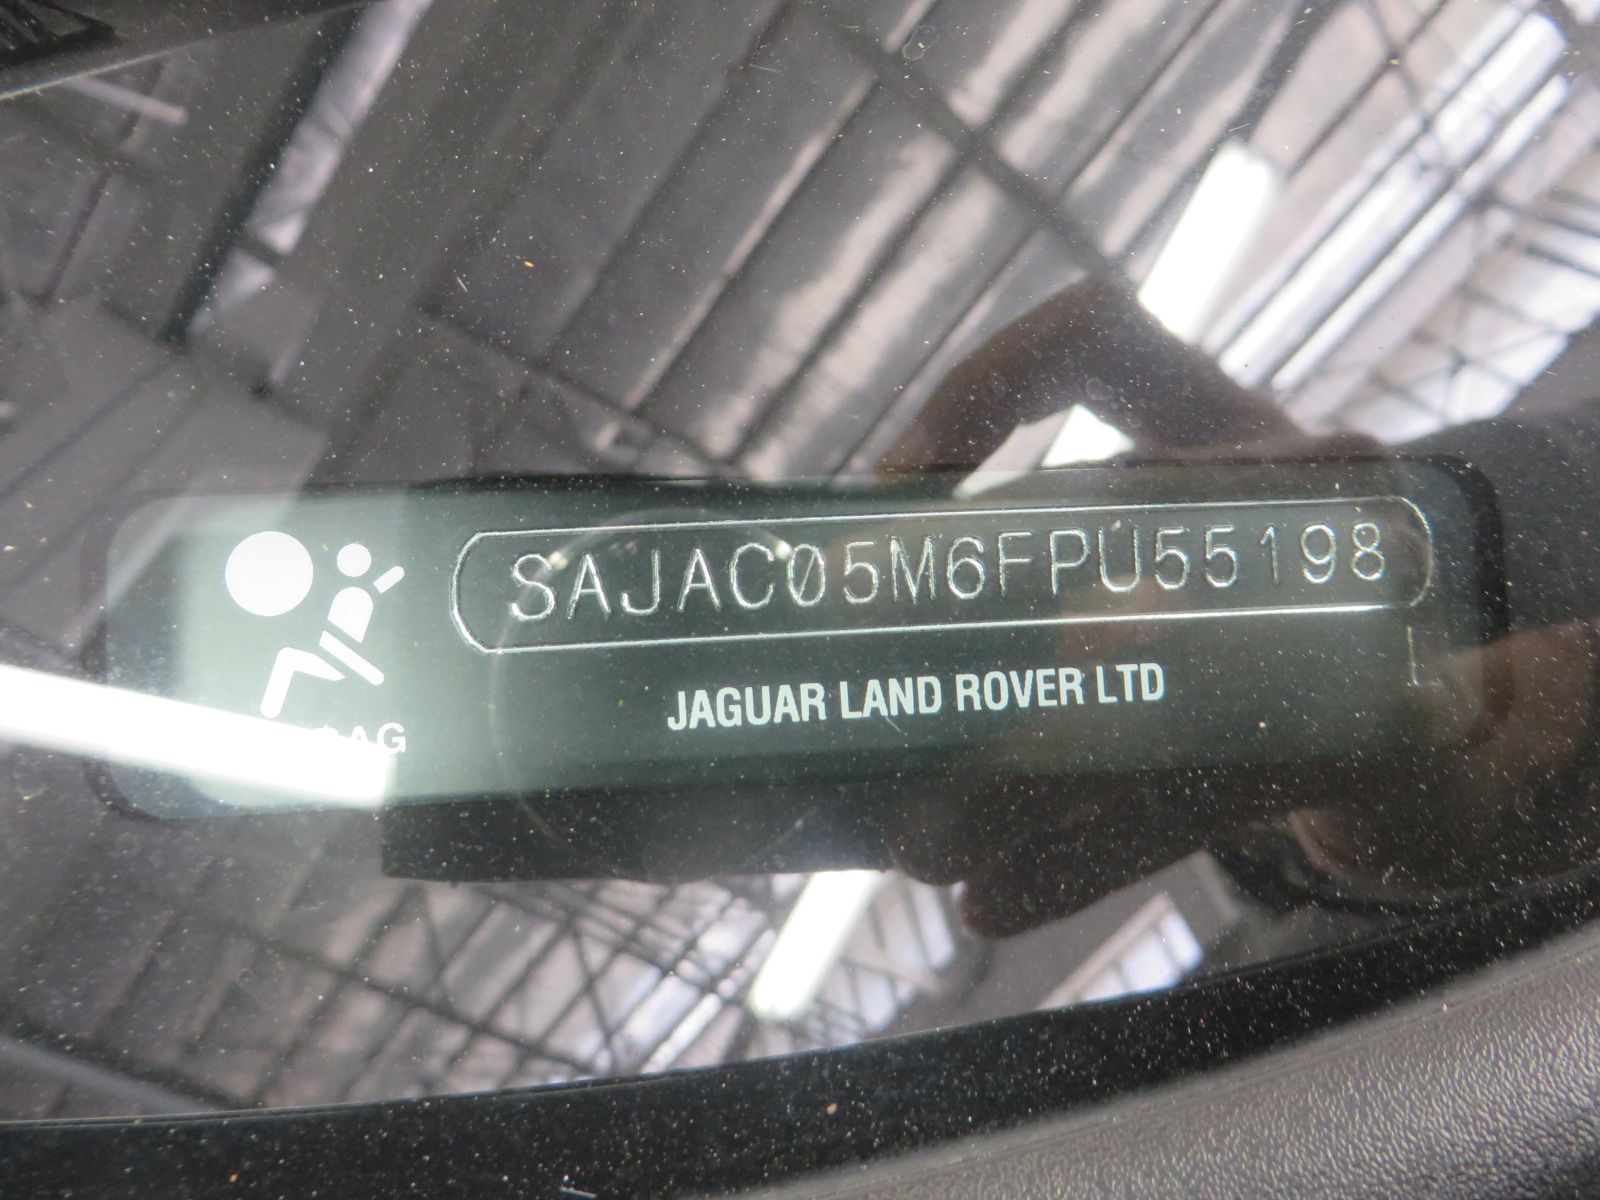 SAJAC05M6FPU55198
JAGUAR LAND ROVER LTD